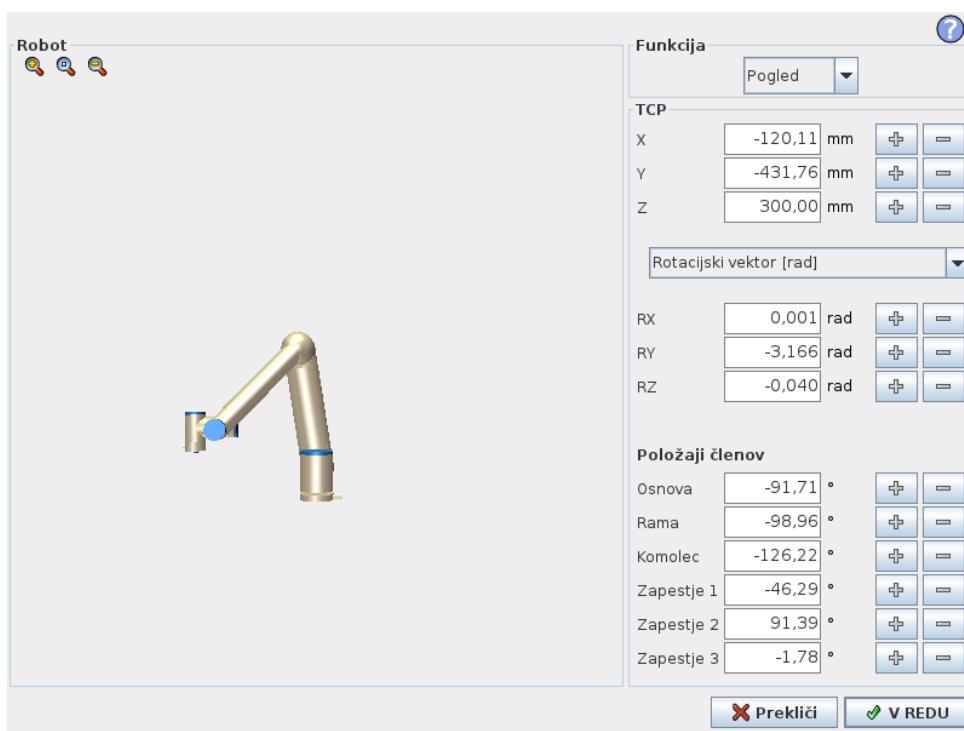 Robot
Funkcija
Pogled
TCP
X -120,11 mm
Y -431,76 mm
Z 300,00 mm
Rotacijski vektor [rad]
RX 0,001 rad
RY -3,166 rad
RZ -0,040 rad
Položaji členov
Osnova -91,71 °
Rama -98,96 °
Komolec -126,22 °
Zapestje 1 -46,29 °
Zapestje 2 91,39 °
Zapestje 3 -1,78 °
Prekliči V REDU